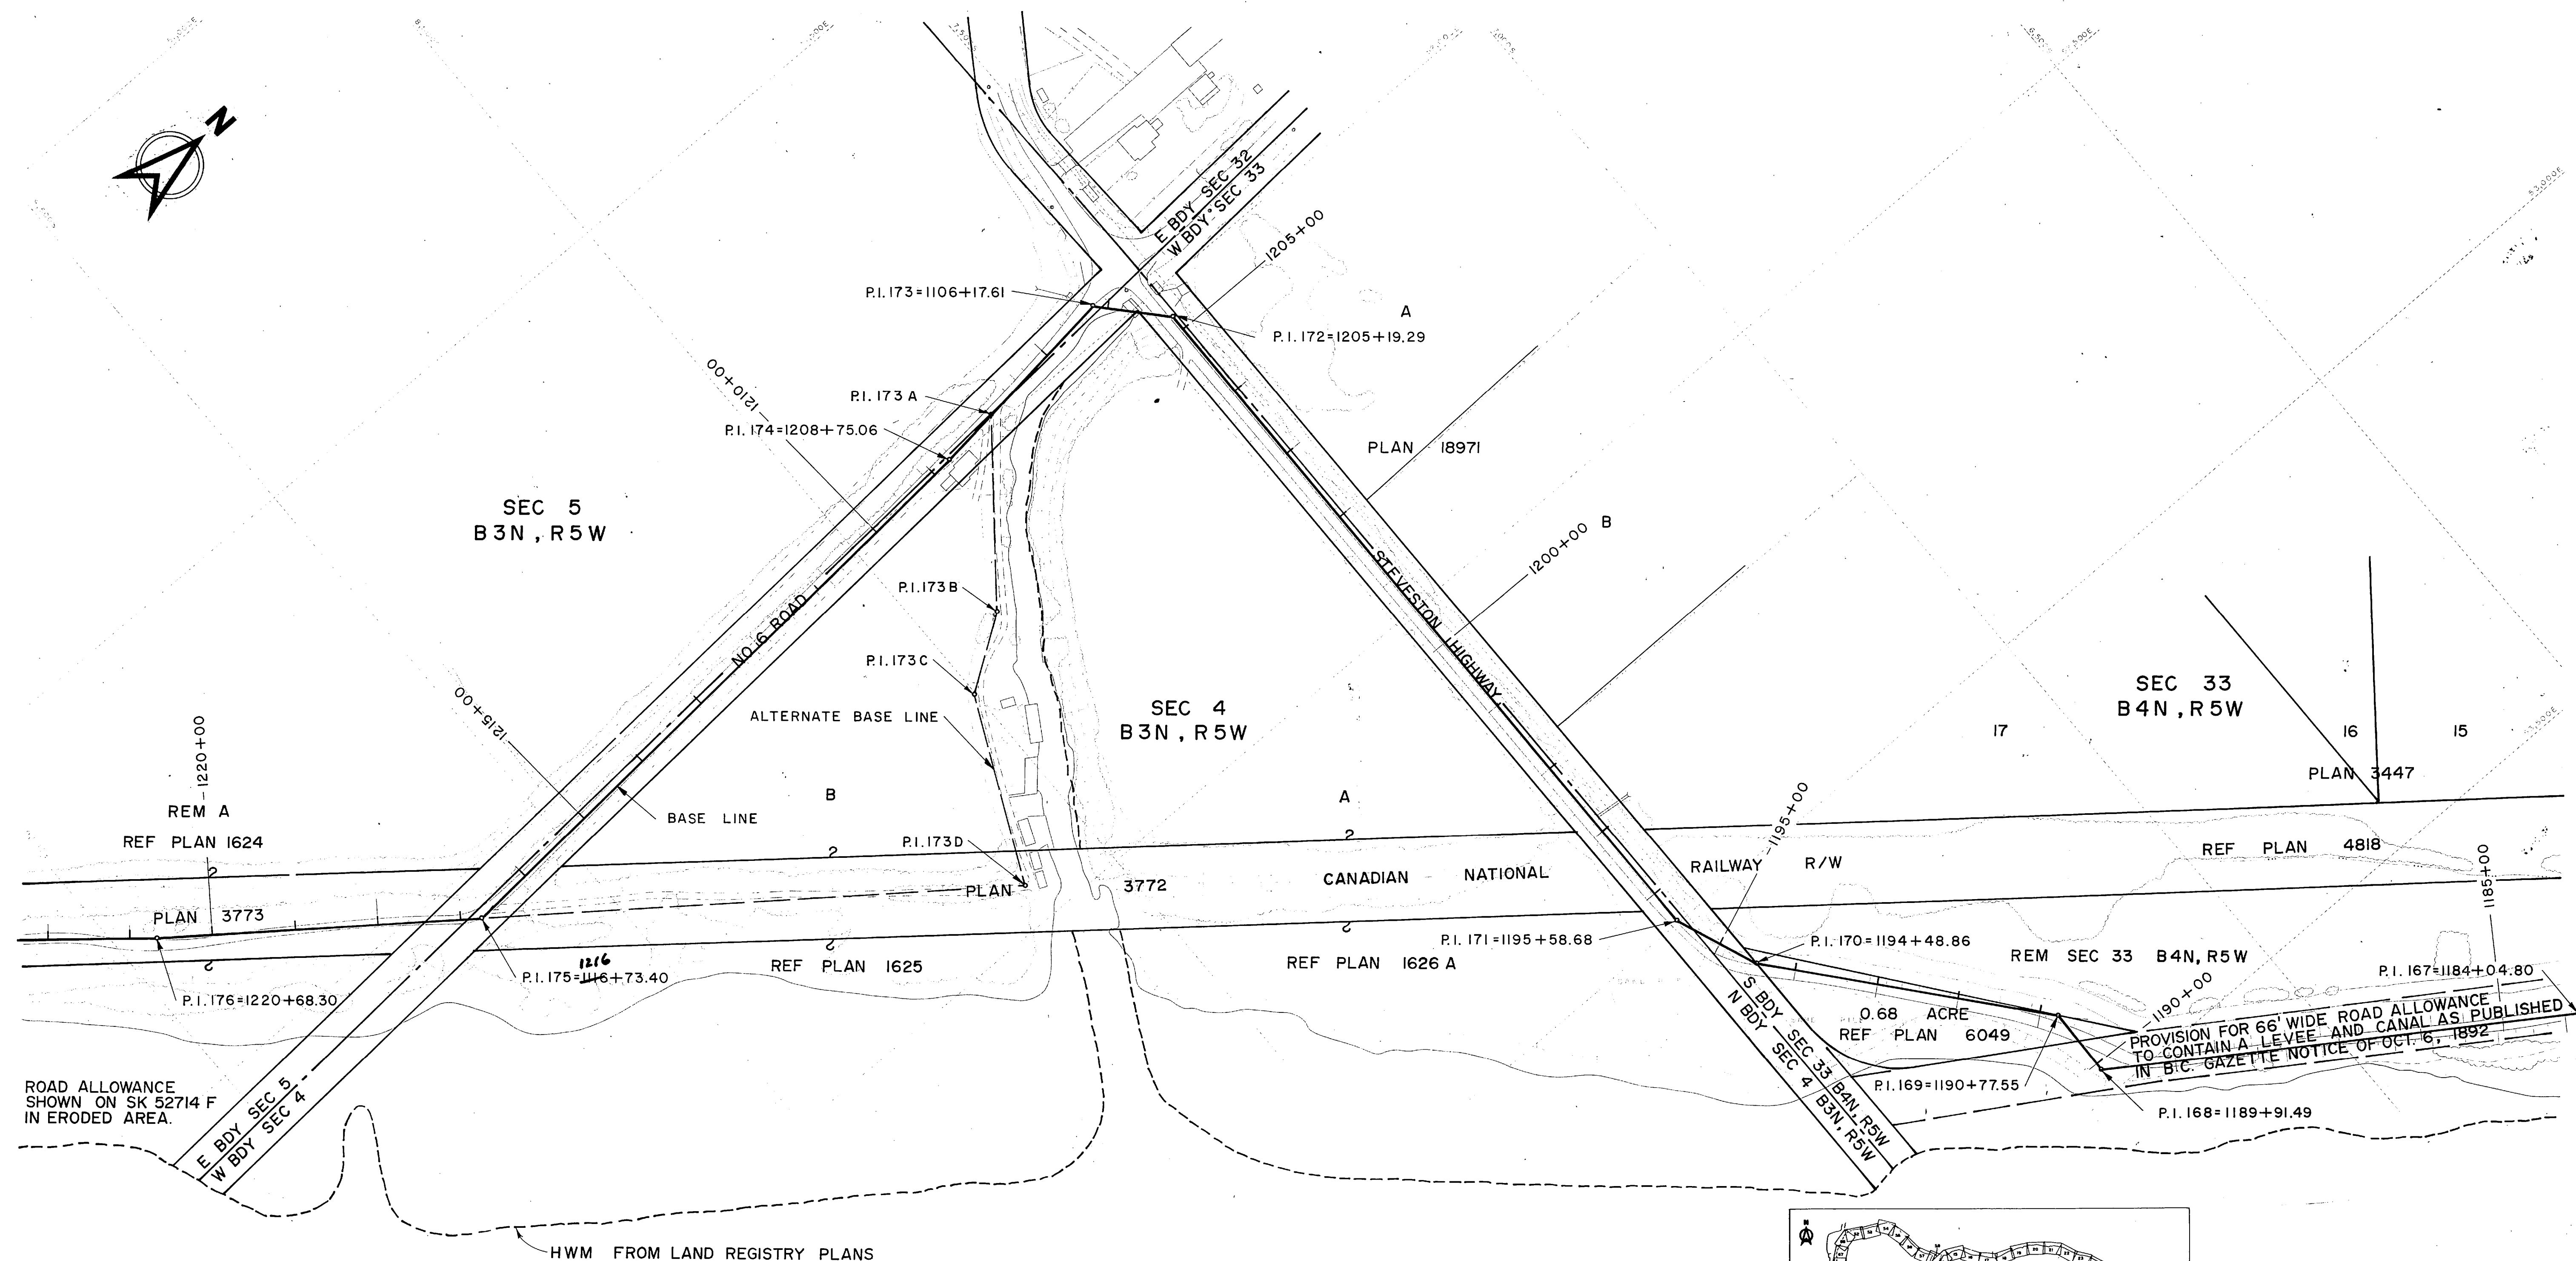 N
E BDY SEC 32
W BDY SEC 33
1205+00
P.I. 173=1106+17.61
A
P.I. 172=1205+19.29
1210+00
P.I. 173 A
P.I. 174=1208+75.06
PLAN 18971
SEC 5
B3N, R5W
1200+00
B
STEVESTON HIGHWAY
P.I. 173B
NO 6 ROAD
P.I. 173C
1215+00
ALTERNATE BASE LINE
SEC 4
B3N, R5W
SEC 33
B4N, R5W
17
16
15
PLAN 3447
1220+00
REM A
REF PLAN 1624
BASE LINE
B
A
1195+00
2
2
2
P.I. 173D
PLAN 3772
CANADIAN NATIONAL RAILWAY R/W
REF PLAN 4818
1185+00
PLAN 3773
2
2
2
P.I. 171=1195+58.68
P.I. 170=1194+48.86
REM SEC 33 B4N, R5W
P.I. 167=1184+04.80
1216
P.I. 175=1116+73.40
REF PLAN 1625
REF PLAN 1626 A
P.I. 176=1220+68.30
1190+00
0.68 ACRE
REF PLAN 6049
PROVISION FOR 66' WIDE ROAD ALLOWANCE
TO CONTAIN A LEVEE AND CANAL AS PUBLISHED
IN B.C. GAZETTE NOTICE OF OCT. 6, 1892
S BDY SEC 33 B4N, R5W
N BDY SEC 4 B3N, R5W
P.I. 169=1190+77.55
P.I. 168=1189+91.49
ROAD ALLOWANCE
SHOWN ON SK 52714 F
IN ERODED AREA.
E BDY SEC 5
W BDY SEC 4
HWM FROM LAND REGISTRY PLANS
N